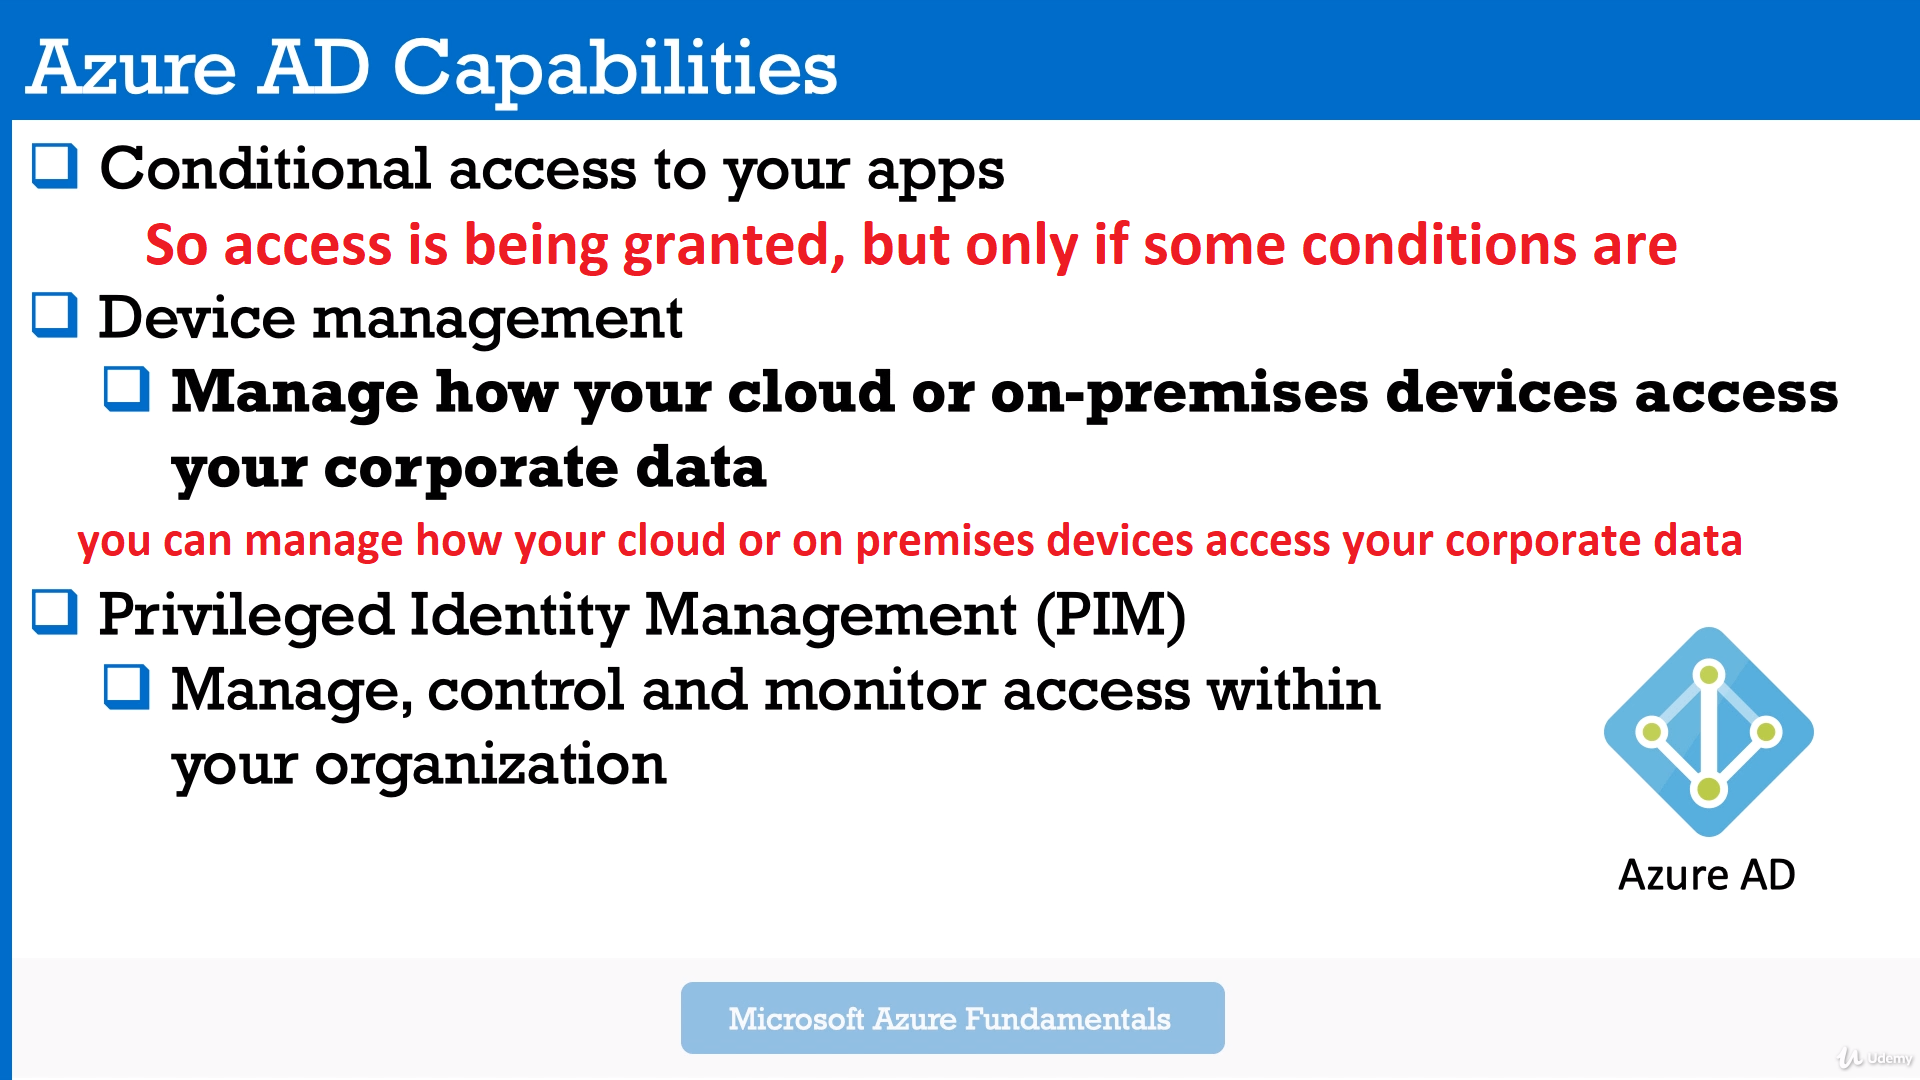 Azure AD Capabilities
Conditional access to your apps
So access is being granted, but only if some conditions are
Device management
Manage how your cloud or on-premises devices access
your corporate data
you can manage how your cloud or on premises devices access your corporate data
Privileged Identity Management (PIM)
Manage, control and monitor access within
your organization
Azure AD
Microsoft Azure Fundamentals
Udemy